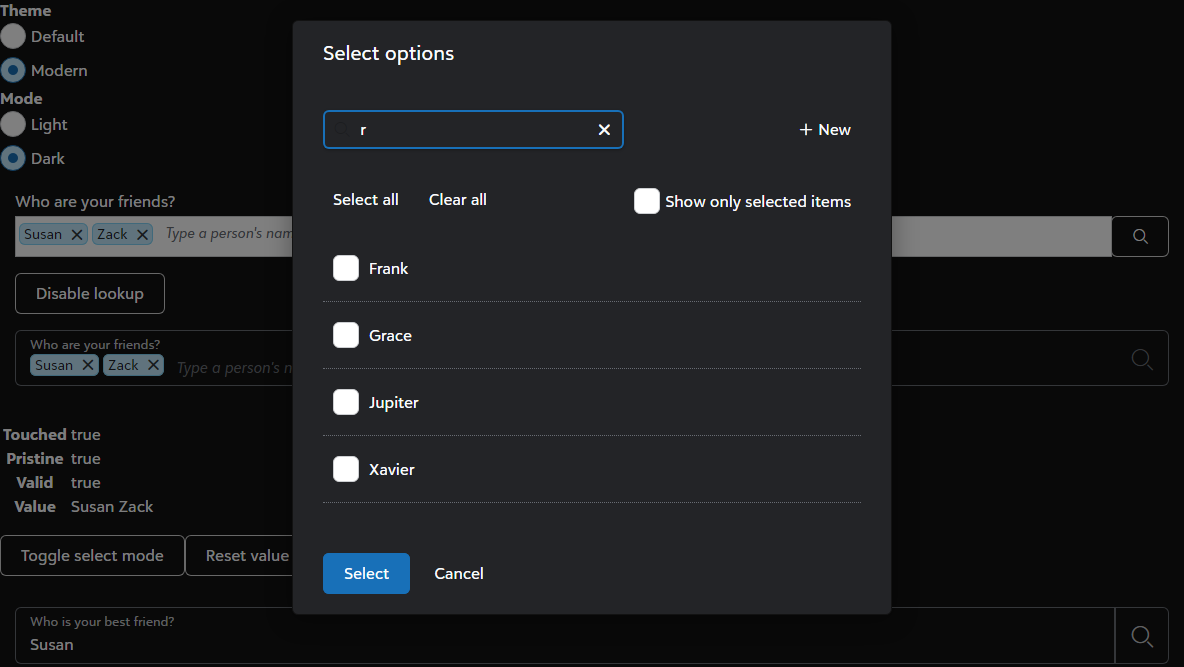 Theme
Default
Modern
Mode
Light
Dark
Who are your friends?
Susan Zack Type a person's nam
Disable lookup
Who are your friends?
Susan Zack Type a person's n
Touched true
Pristine true
Valid true
Value Susan Zack
Toggle select mode Reset value
Who is your best friend?
Susan
Select options
r
+ New
Select all Clear all Show only selected items
Frank
Grace
Jupiter
Xavier
Select Cancel